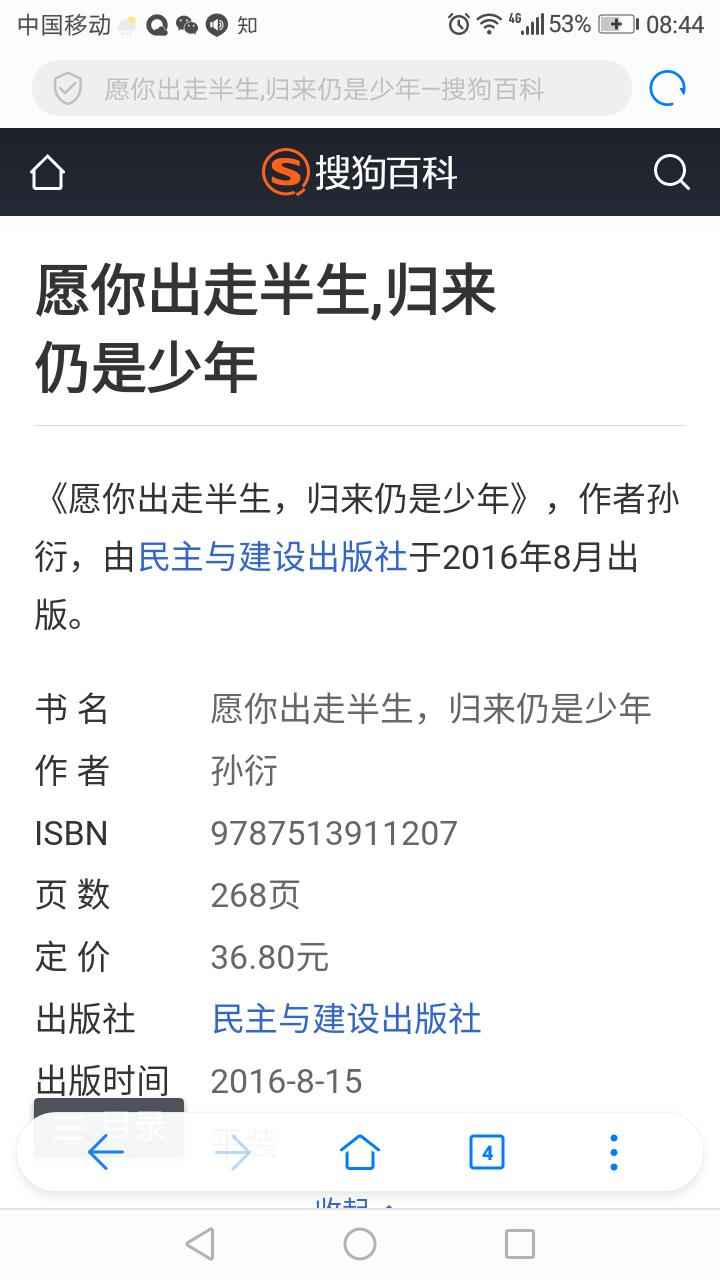 中国移动 知 4G 53% 08:44
愿你出走半生,归来仍是少年—搜狗百科
搜狗百科
愿你出走半生,归来
仍是少年
《愿你出走半生，归来仍是少年》，作者孙
衍，由民主与建设出版社于2016年8月出
版。
书 名 愿你出走半生，归来仍是少年
作 者 孙衍
ISBN 9787513911207
页 数 268页
定 价 36.80元
出版社 民主与建设出版社
出版时间 2016-8-15
目录
4
收起